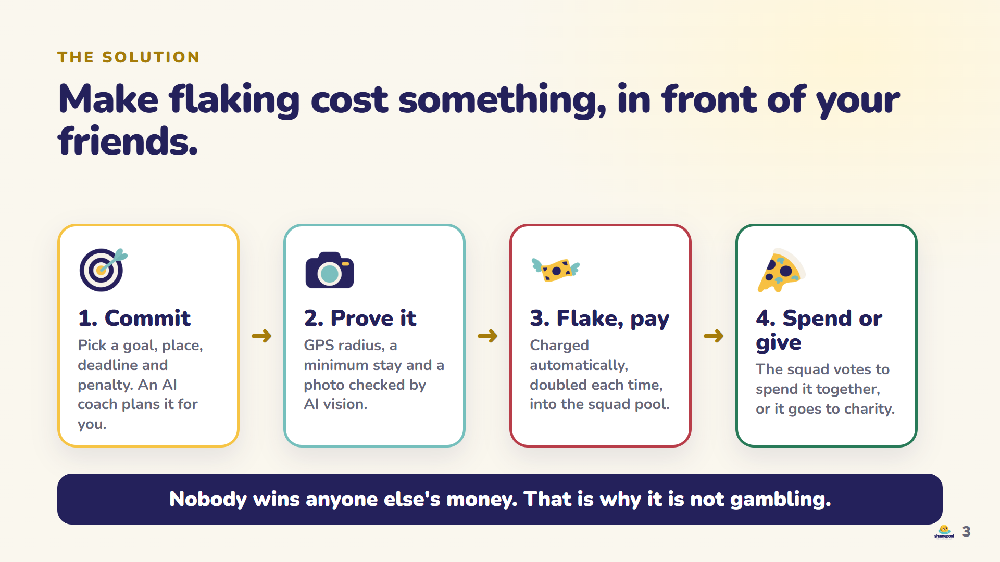 THE SOLUTION
Make flaking cost something, in front of your
friends.
1. Commit
Pick a goal, place,
deadline and
penalty. An AI
coach plans it for
you.
→
2. Prove it
GPS radius, a
minimum stay and a
photo checked by
AI vision.
→
3. Flake, pay
Charged
automatically,
doubled each time,
into the squad pool.
→
4. Spend or
give
The squad votes to
spend it together,
or it goes to charity.
Nobody wins anyone else's money. That is why it is not gambling.
shamepool
3